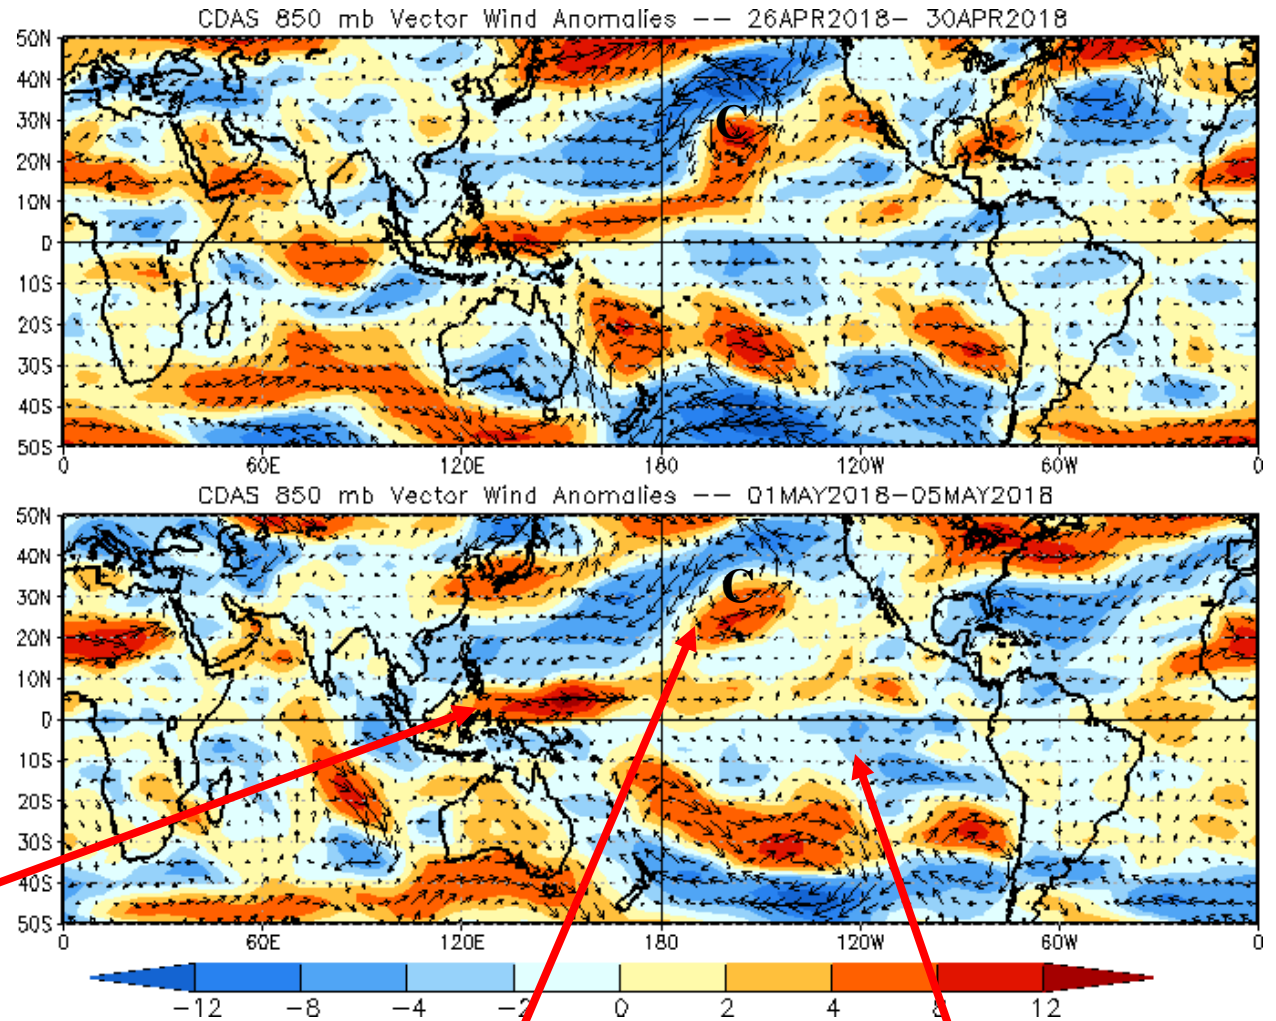 CDAS 850 mb Vector Wind Anomalies -- 26APR2018- 30APR2018
50N
40N
30N
20N
10N
0
10S
20S
30S
40S
50S
C
0 60E 120E 180 120W 60W 0
CDAS 850 mb Vector Wind Anomalies -- 01MAY2018-05MAY2018
50N
40N
30N
20N
10N
0
10S
20S
30S
40S
50S
C
0 60E 120E 180 120W 60W 0
-12 -8 -4 -2 0 2 4 8 12